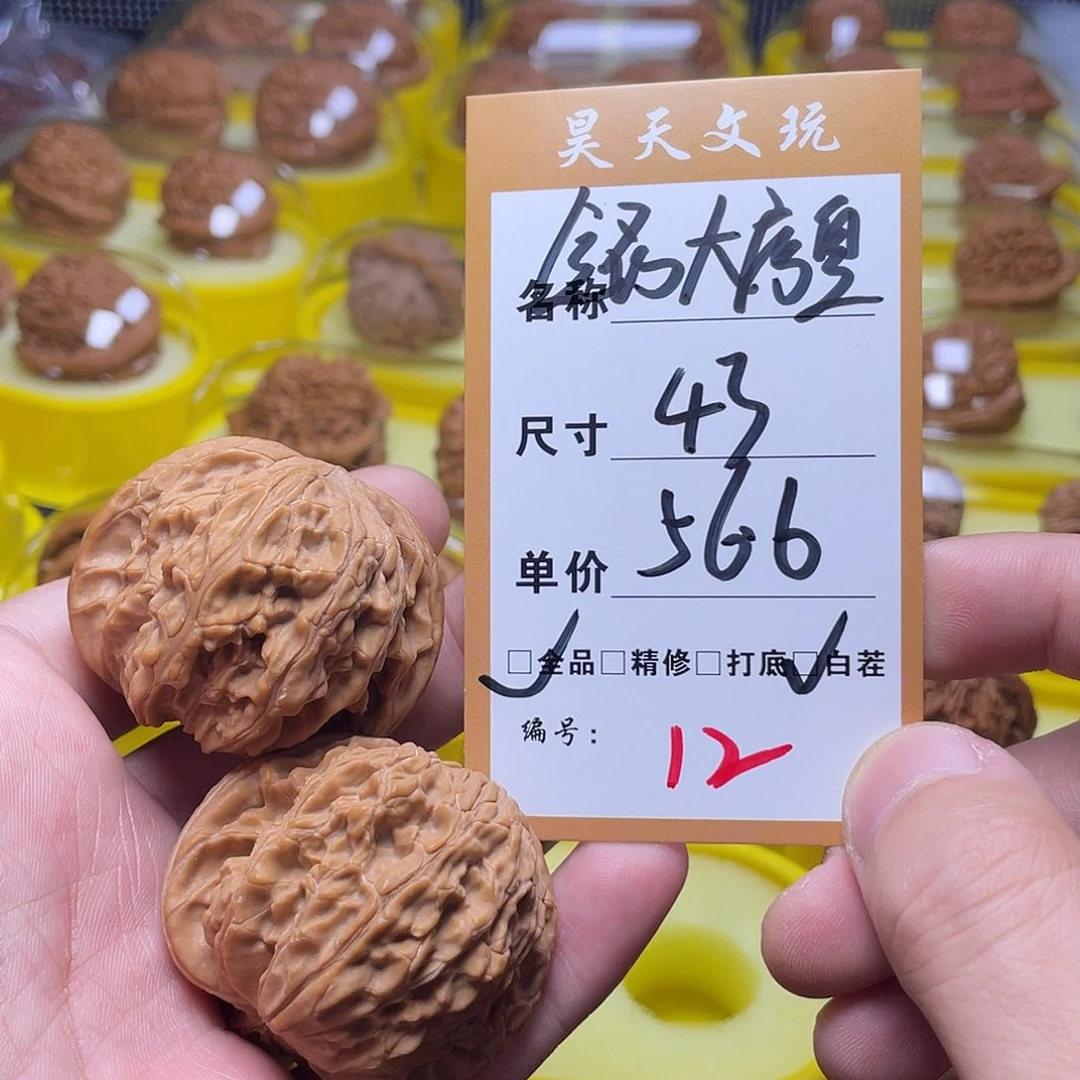 昊天文玩
名称 大
尺寸 43
单价 566
□全品□精修□打底□白茬
编号: 12